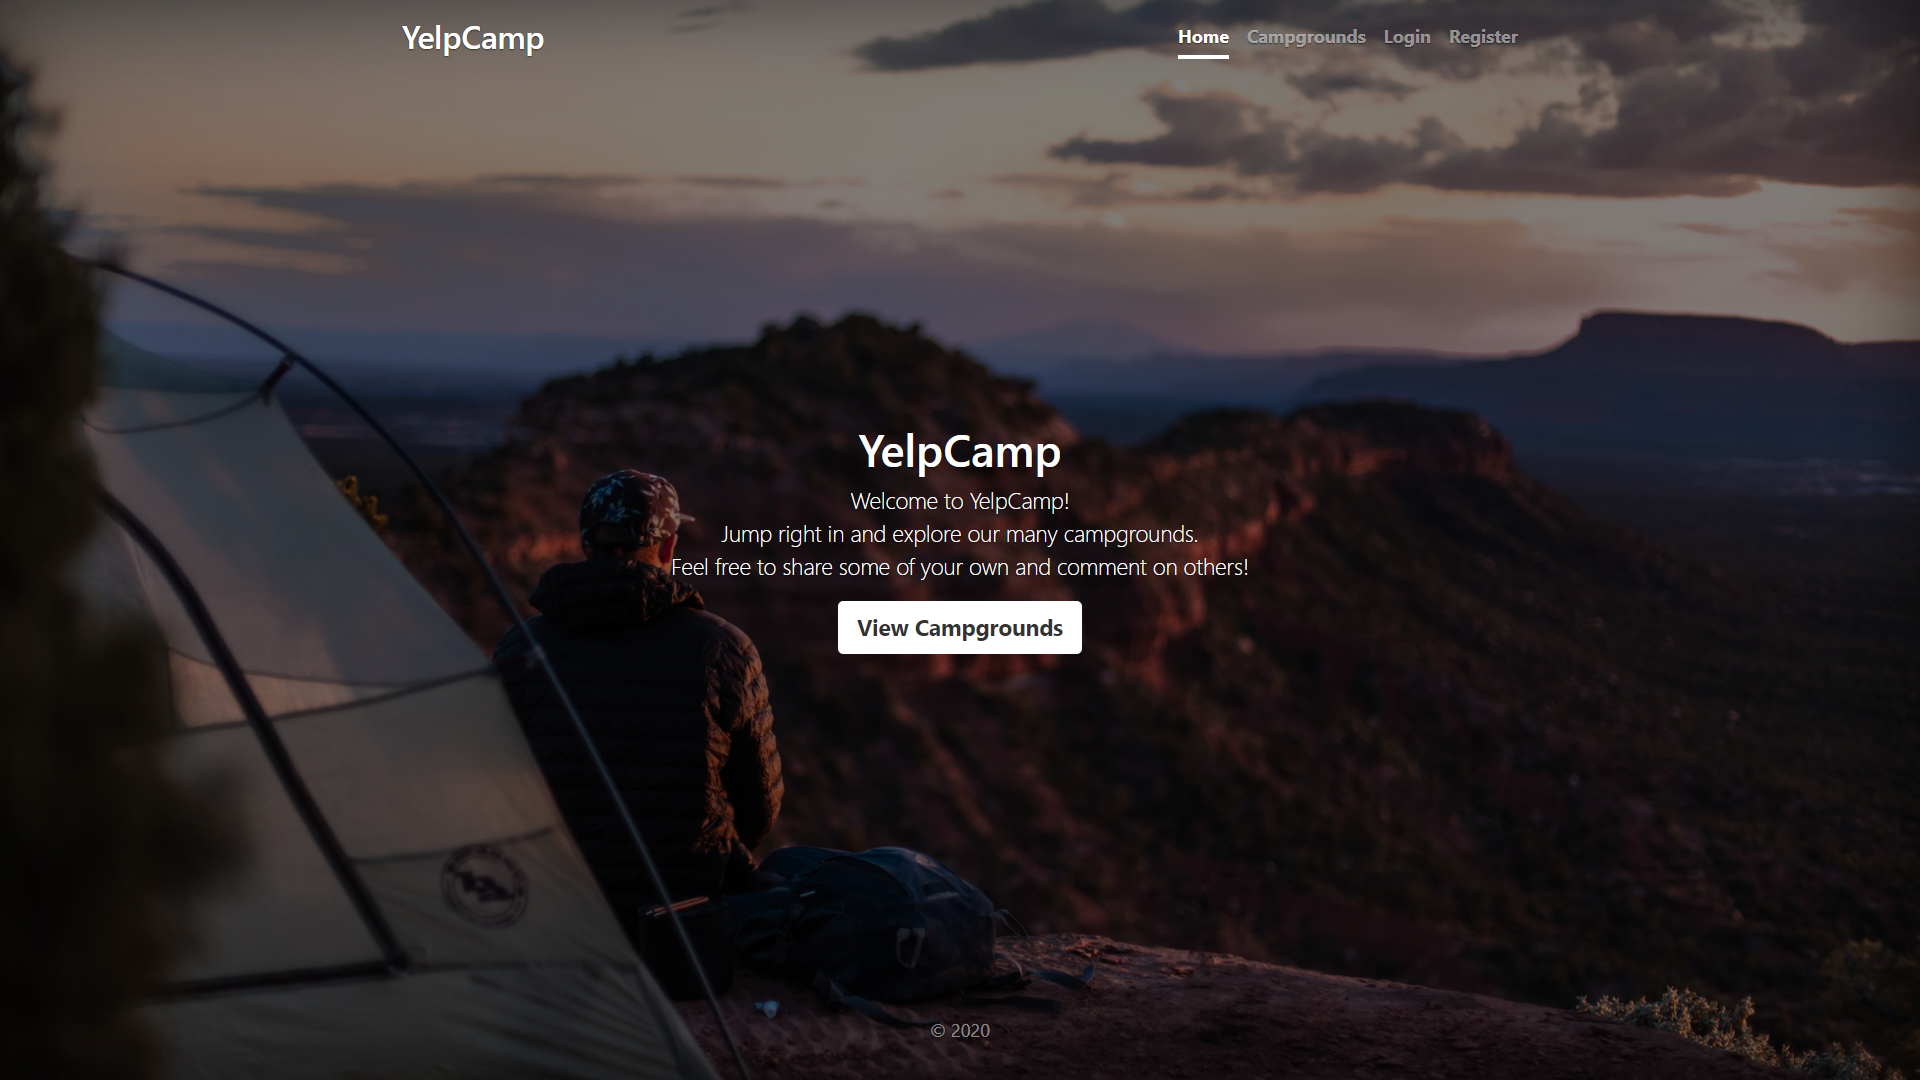 YelpCamp
Home Campgrounds Login Register
YelpCamp
Welcome to YelpCamp!
Jump right in and explore our many campgrounds.
Feel free to share some of your own and comment on others!
View Campgrounds
© 2020